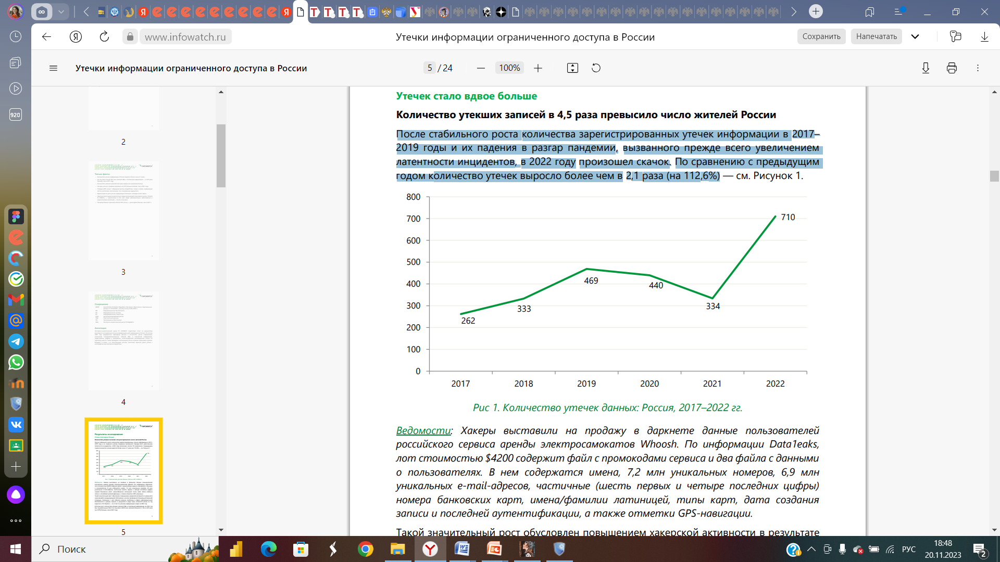 www.infowatch.ru
Утечки информации ограниченного доступа в России
Сохранить
Напечатать
Утечки информации ограниченного доступа в России
5 / 24
100%
920
2
3
4
5
Утечек стало вдвое больше
Количество утекших записей в 4,5 раза превысило число жителей России
После стабильного роста количества зарегистрированных утечек информации в 2017–
2019 годы и их падения в разгар пандемии, вызванного прежде всего увеличением
латентности инцидентов, в 2022 году произошел скачок. По сравнению с предыдущим
годом количество утечек выросло более чем в 2,1 раза (на 112,6%) — см. Рисунок 1.
800
700
600
500
400
300
200
100
0
262
333
469
440
334
710
2017
2018
2019
2020
2021
2022
Рис 1. Количество утечек данных: Россия, 2017–2022 гг.
Ведомости: Хакеры выставили на продажу в даркнете данные пользователей
российского сервиса аренды электросамокатов Whoosh. По информации Data1eaks,
лот стоимостью $4200 содержит файл с промокодами сервиса и два файла с данными
о пользователях. В нем содержатся имена, 7,2 млн уникальных номеров, 6,9 млн
уникальных e-mail-адресов, частичные (шесть первых и четыре последних цифры)
номера банковских карт, имена/фамилии латиницей, типы карт, дата создания
записи и последней аутентификации, а также отметки GPS-навигации.
Такой значительный рост обусловлен повышением хакерской активности в результате
Поиск
РУС
18:48
20.11.2023
2